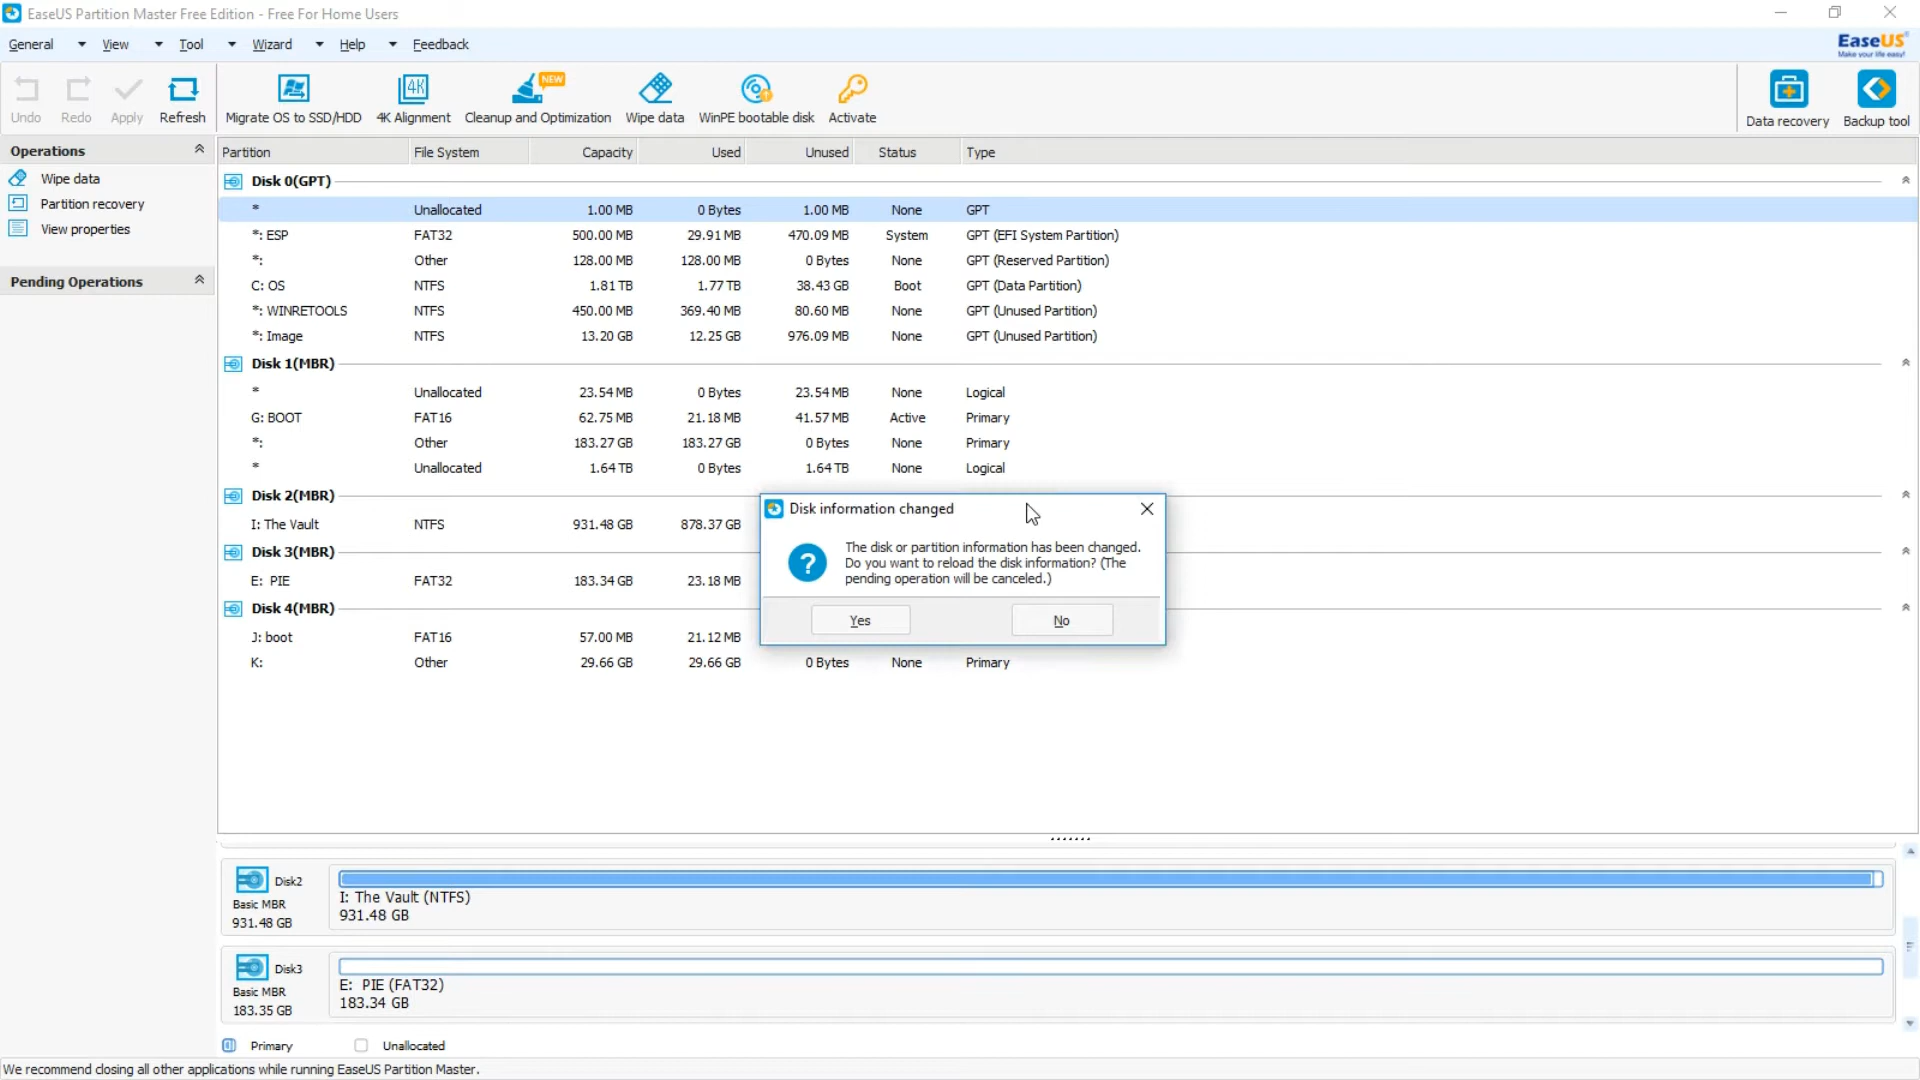 EaseUS Partition Master Free Edition - Free For Home Users
General View Tool Wizard Help Feedback
EaseUS
Make your life easy!
Undo Redo Apply Refresh Migrate OS to SSD/HDD 4K Alignment NEW Cleanup and Optimization Wipe data WinPE bootable disk Activate Data recovery Backup tool
Operations
Wipe data
Partition recovery
View properties
Pending Operations
Partition File System Capacity Used Unused Status Type
Disk 0(GPT)
* Unallocated 1.00 MB 0 Bytes 1.00 MB None GPT
*: ESP FAT32 500.00 MB 29.91 MB 470.09 MB System GPT (EFI System Partition)
*: Other 128.00 MB 128.00 MB 0 Bytes None GPT (Reserved Partition)
C: OS NTFS 1.81 TB 1.77 TB 38.43 GB Boot GPT (Data Partition)
*: WINRETOOLS NTFS 450.00 MB 369.40 MB 80.60 MB None GPT (Unused Partition)
*: Image NTFS 13.20 GB 12.25 GB 976.09 MB None GPT (Unused Partition)
Disk 1(MBR)
* Unallocated 23.54 MB 0 Bytes 23.54 MB None Logical
G: BOOT FAT16 62.75 MB 21.18 MB 41.57 MB Active Primary
*: Other 183.27 GB 183.27 GB 0 Bytes None Primary
* Unallocated 1.64 TB 0 Bytes 1.64 TB None Logical
Disk 2(MBR)
I: The Vault NTFS 931.48 GB 878.37 GB
Disk 3(MBR)
E: PIE FAT32 183.34 GB 23.18 MB
Disk 4(MBR)
J: boot FAT16 57.00 MB 21.12 MB
K: Other 29.66 GB 29.66 GB 0 Bytes None Primary
Disk information changed
The disk or partition information has been changed.
Do you want to reload the disk information? (The
pending operation will be canceled.)
Yes No
Disk2
Basic MBR
931.48 GB
I: The Vault (NTFS)
931.48 GB
Disk3
Basic MBR
183.35 GB
E: PIE (FAT32)
183.34 GB
Primary Unallocated
We recommend closing all other applications while running EaseUS Partition Master.